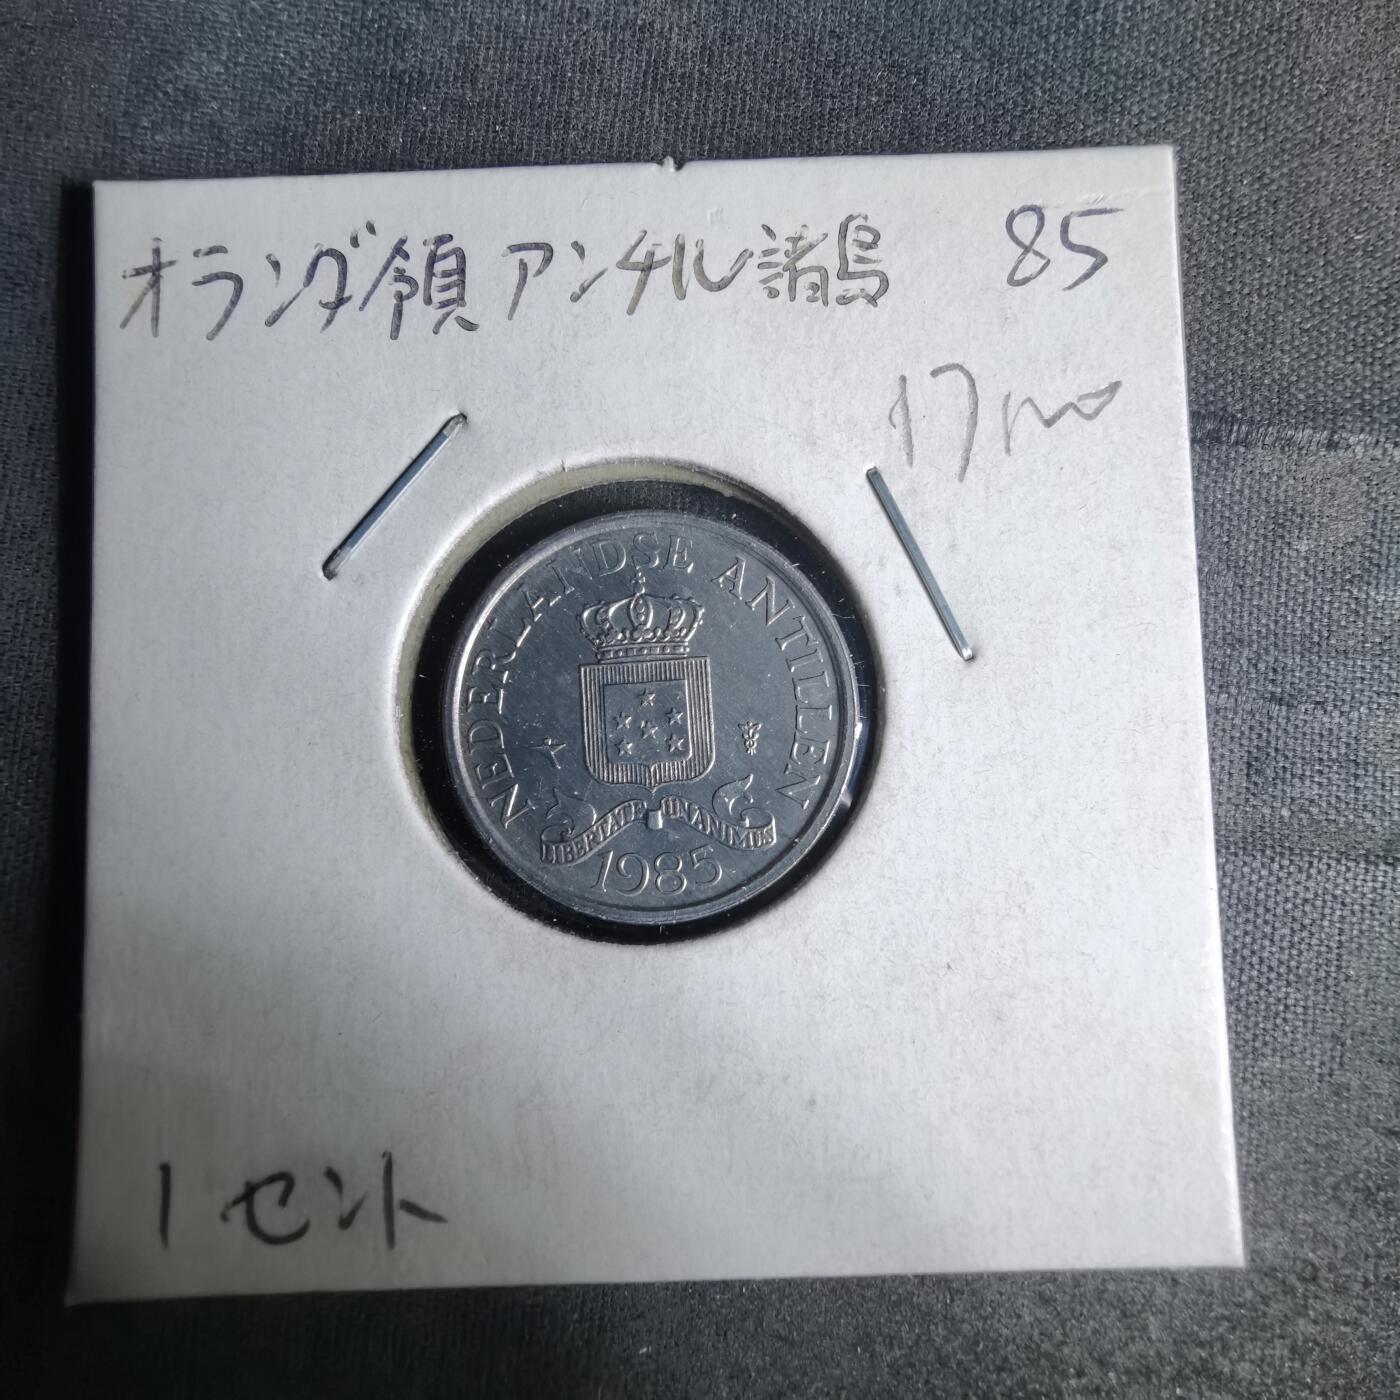 オランダ領アンチル諸島 85
17mm
NEDERLANDSE ANTILLEN
LIBERTATE UNANIMUS
1985
1セント